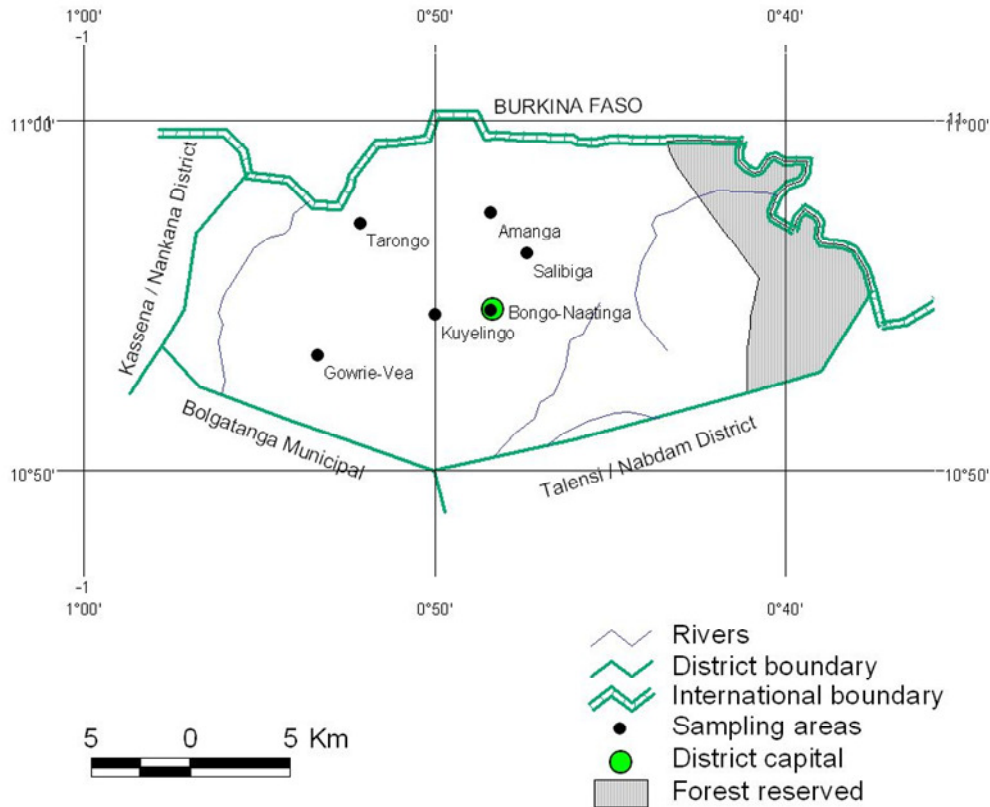 1°00'
0°50'
0°40'
-1
BURKINA FASO
11
11°00'
11
11°00'
Kassena / Nankana District
Tarongo
Amanga
Salibiga
Bongo-Naatinga
Kuyelingo
Gowrie-Vea
Bolgatanga Municipal
Talensi / Nabdam District
10°50'
10°50'
-1
1°00'
0°50'
0°40'
Rivers
District boundary
International boundary
Sampling areas
District capital
Forest reserved
5 0 5 Km